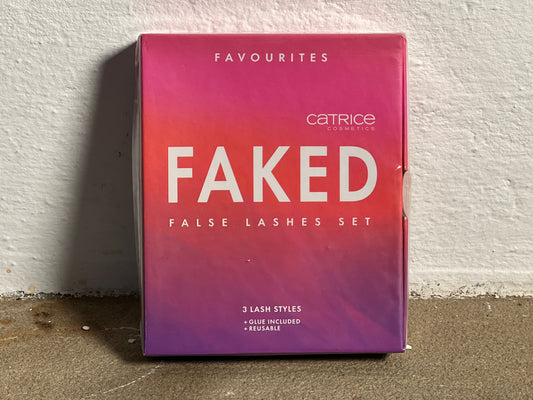 FAVOURITES
CATRICE
COSMETICS
FAKED
FALSE LASHES SET
3 LASH STYLES
+ GLUE INCLUDED
+ REUSABLE